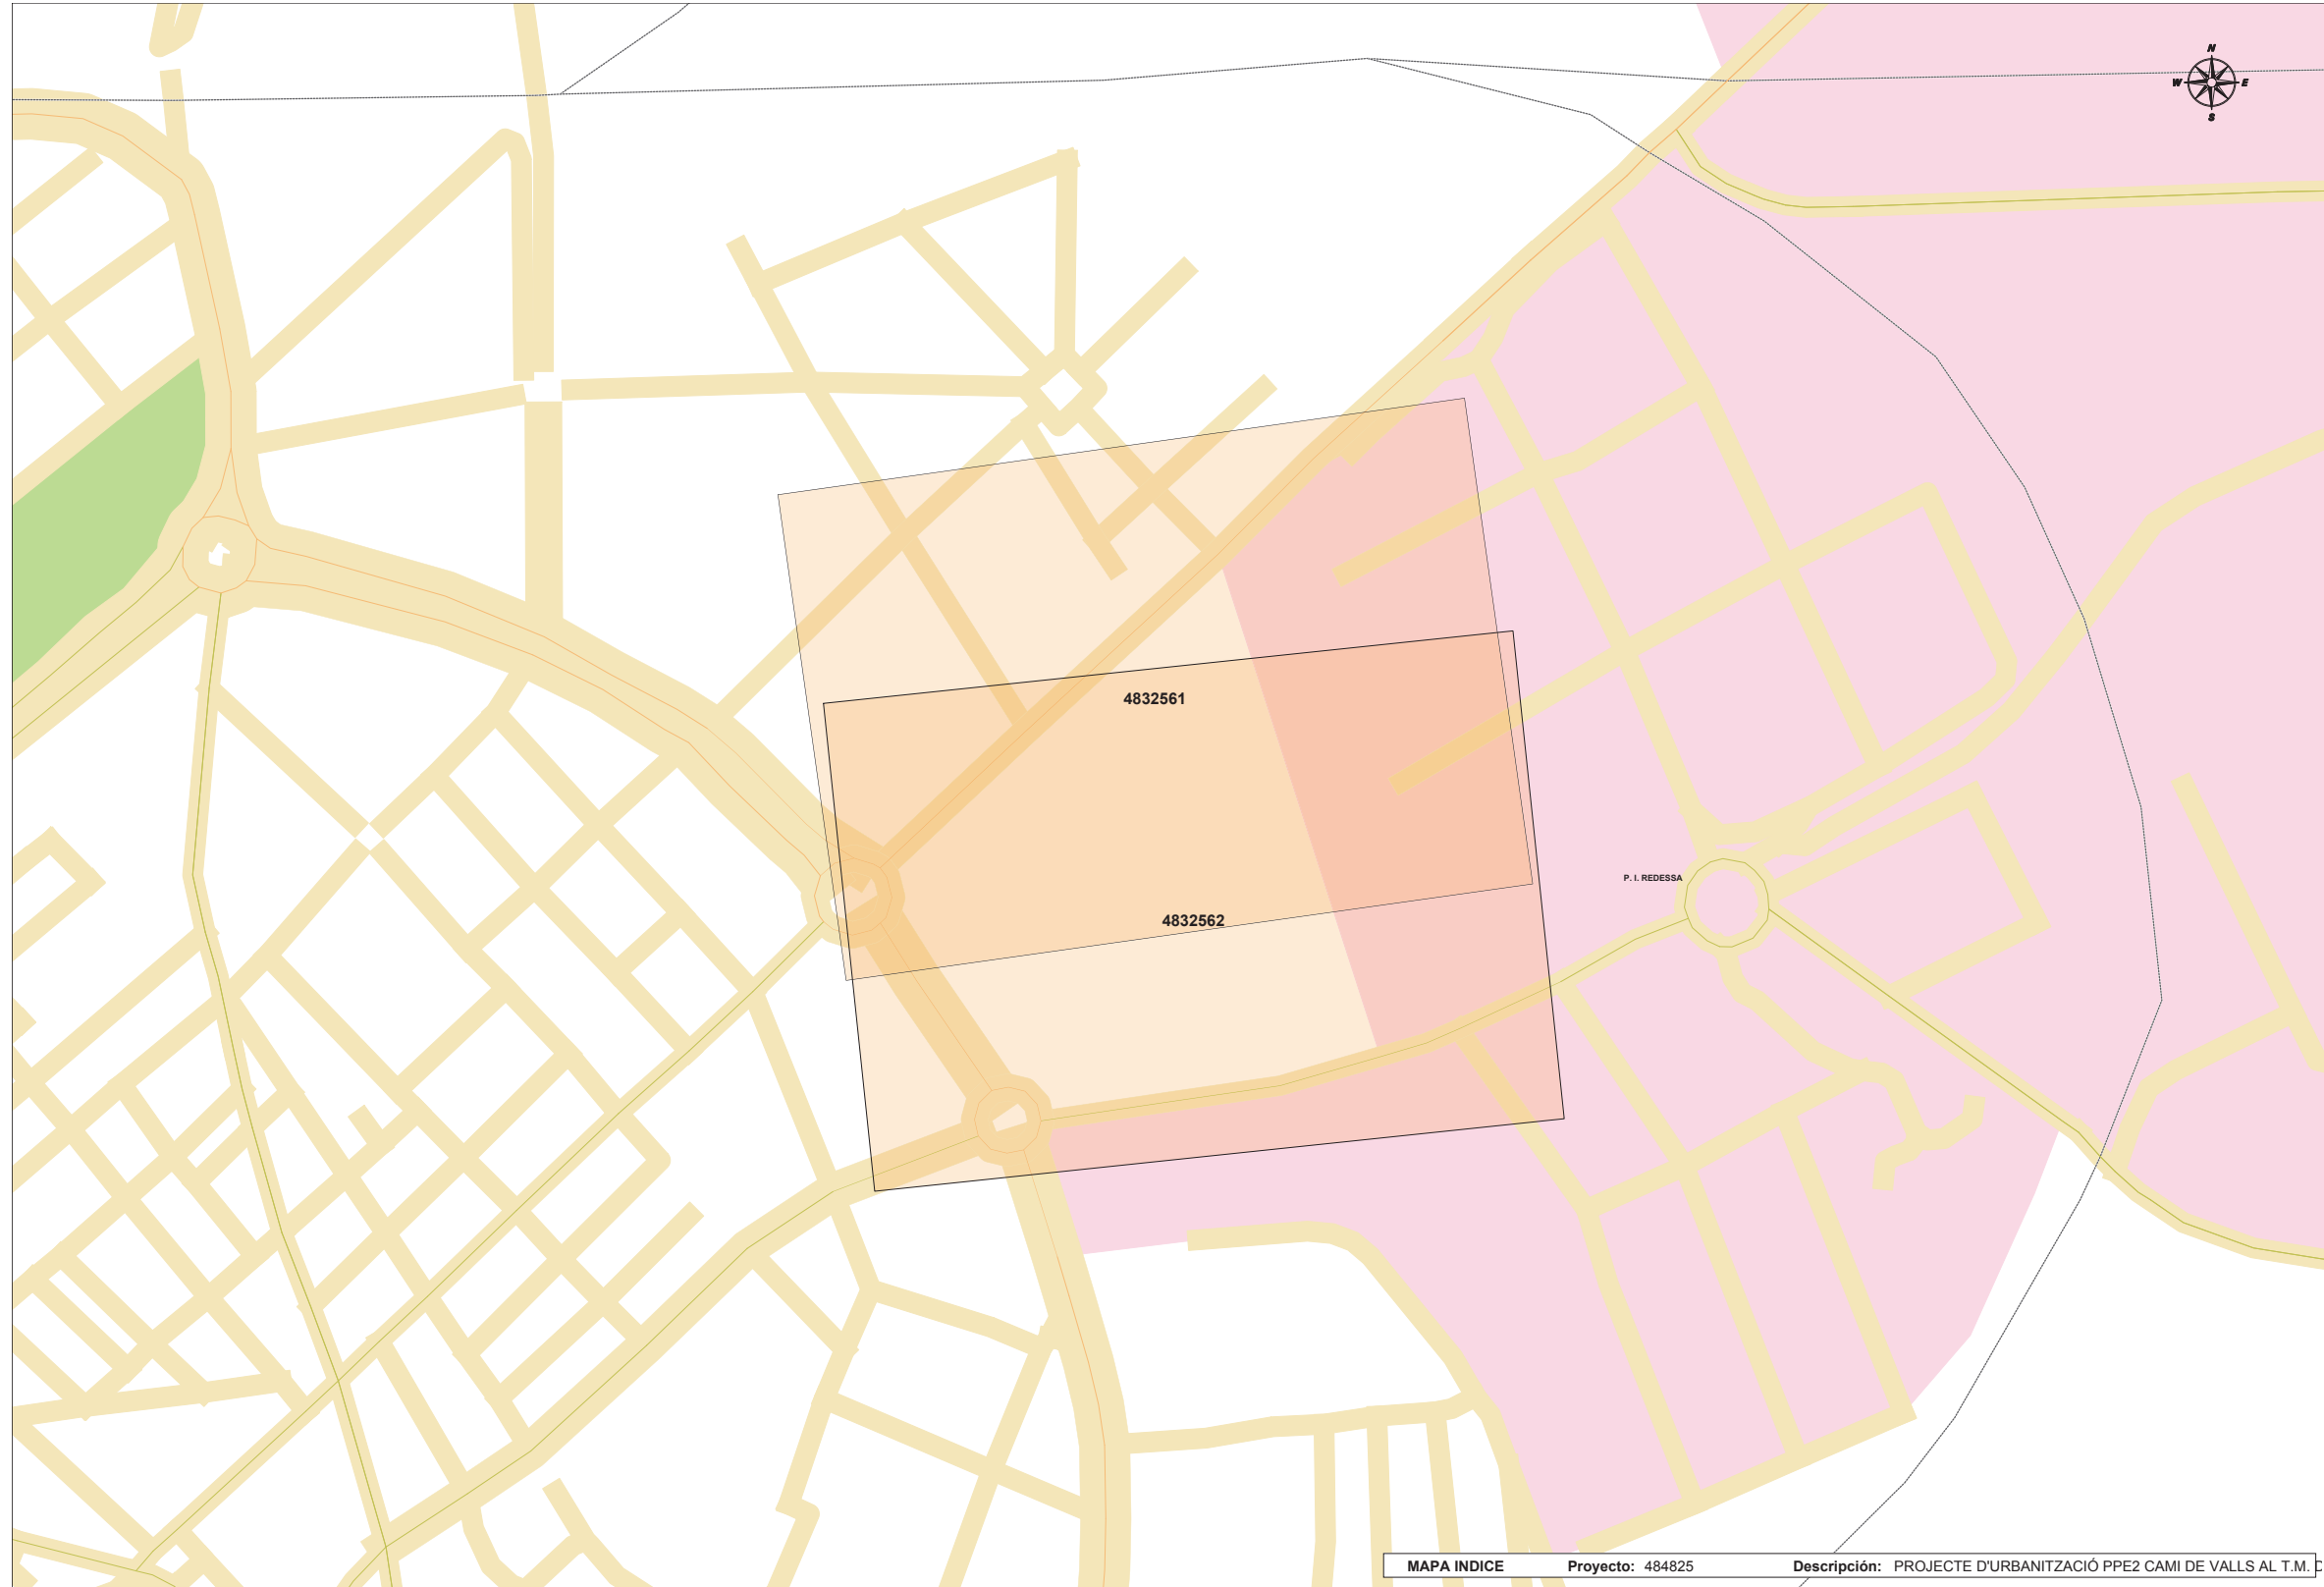 N
W E
S
4832561
P. I. REDESSA
4832562
MAPA INDICE Proyecto: 484825 Descripción: PROJECTE D'URBANITZACIÓ PPE2 CAMI DE VALLS AL T.M.